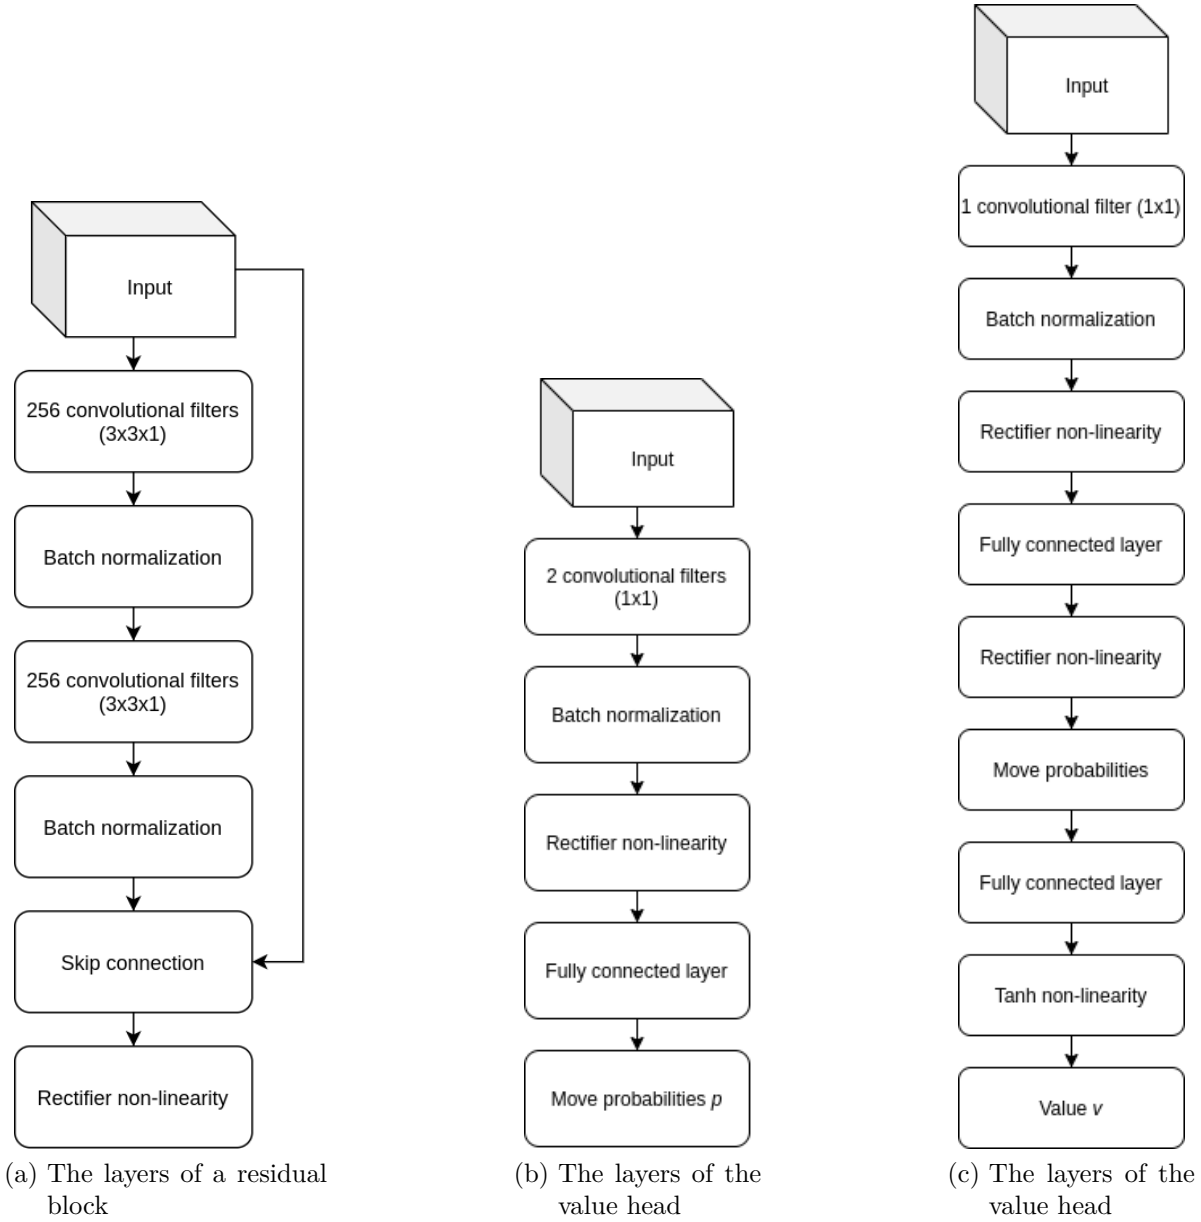 Input
256 convolutional filters
(3x3x1)
Batch normalization
256 convolutional filters
(3x3x1)
Batch normalization
Skip connection
Rectifier non-linearity
(a) The layers of a residual
block
Input
2 convolutional filters
(1x1)
Batch normalization
Rectifier non-linearity
Fully connected layer
Move probabilities p
(b) The layers of the
value head
Input
1 convolutional filter (1x1)
Batch normalization
Rectifier non-linearity
Fully connected layer
Rectifier non-linearity
Move probabilities
Fully connected layer
Tanh non-linearity
Value v
(c) The layers of the
value head